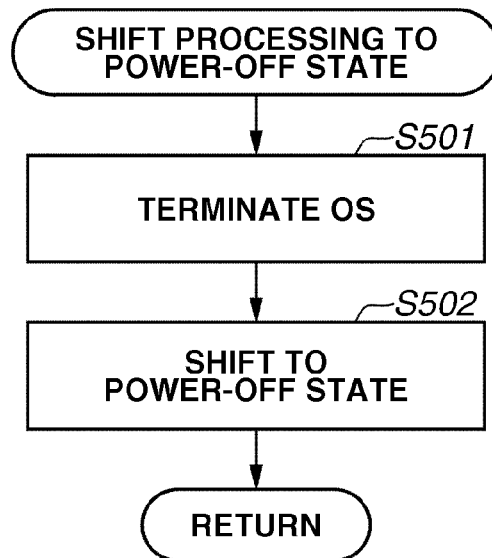 SHIFT PROCESSING TO
POWER-OFF STATE
S501
TERMINATE OS
S502
SHIFT TO
POWER-OFF STATE
RETURN